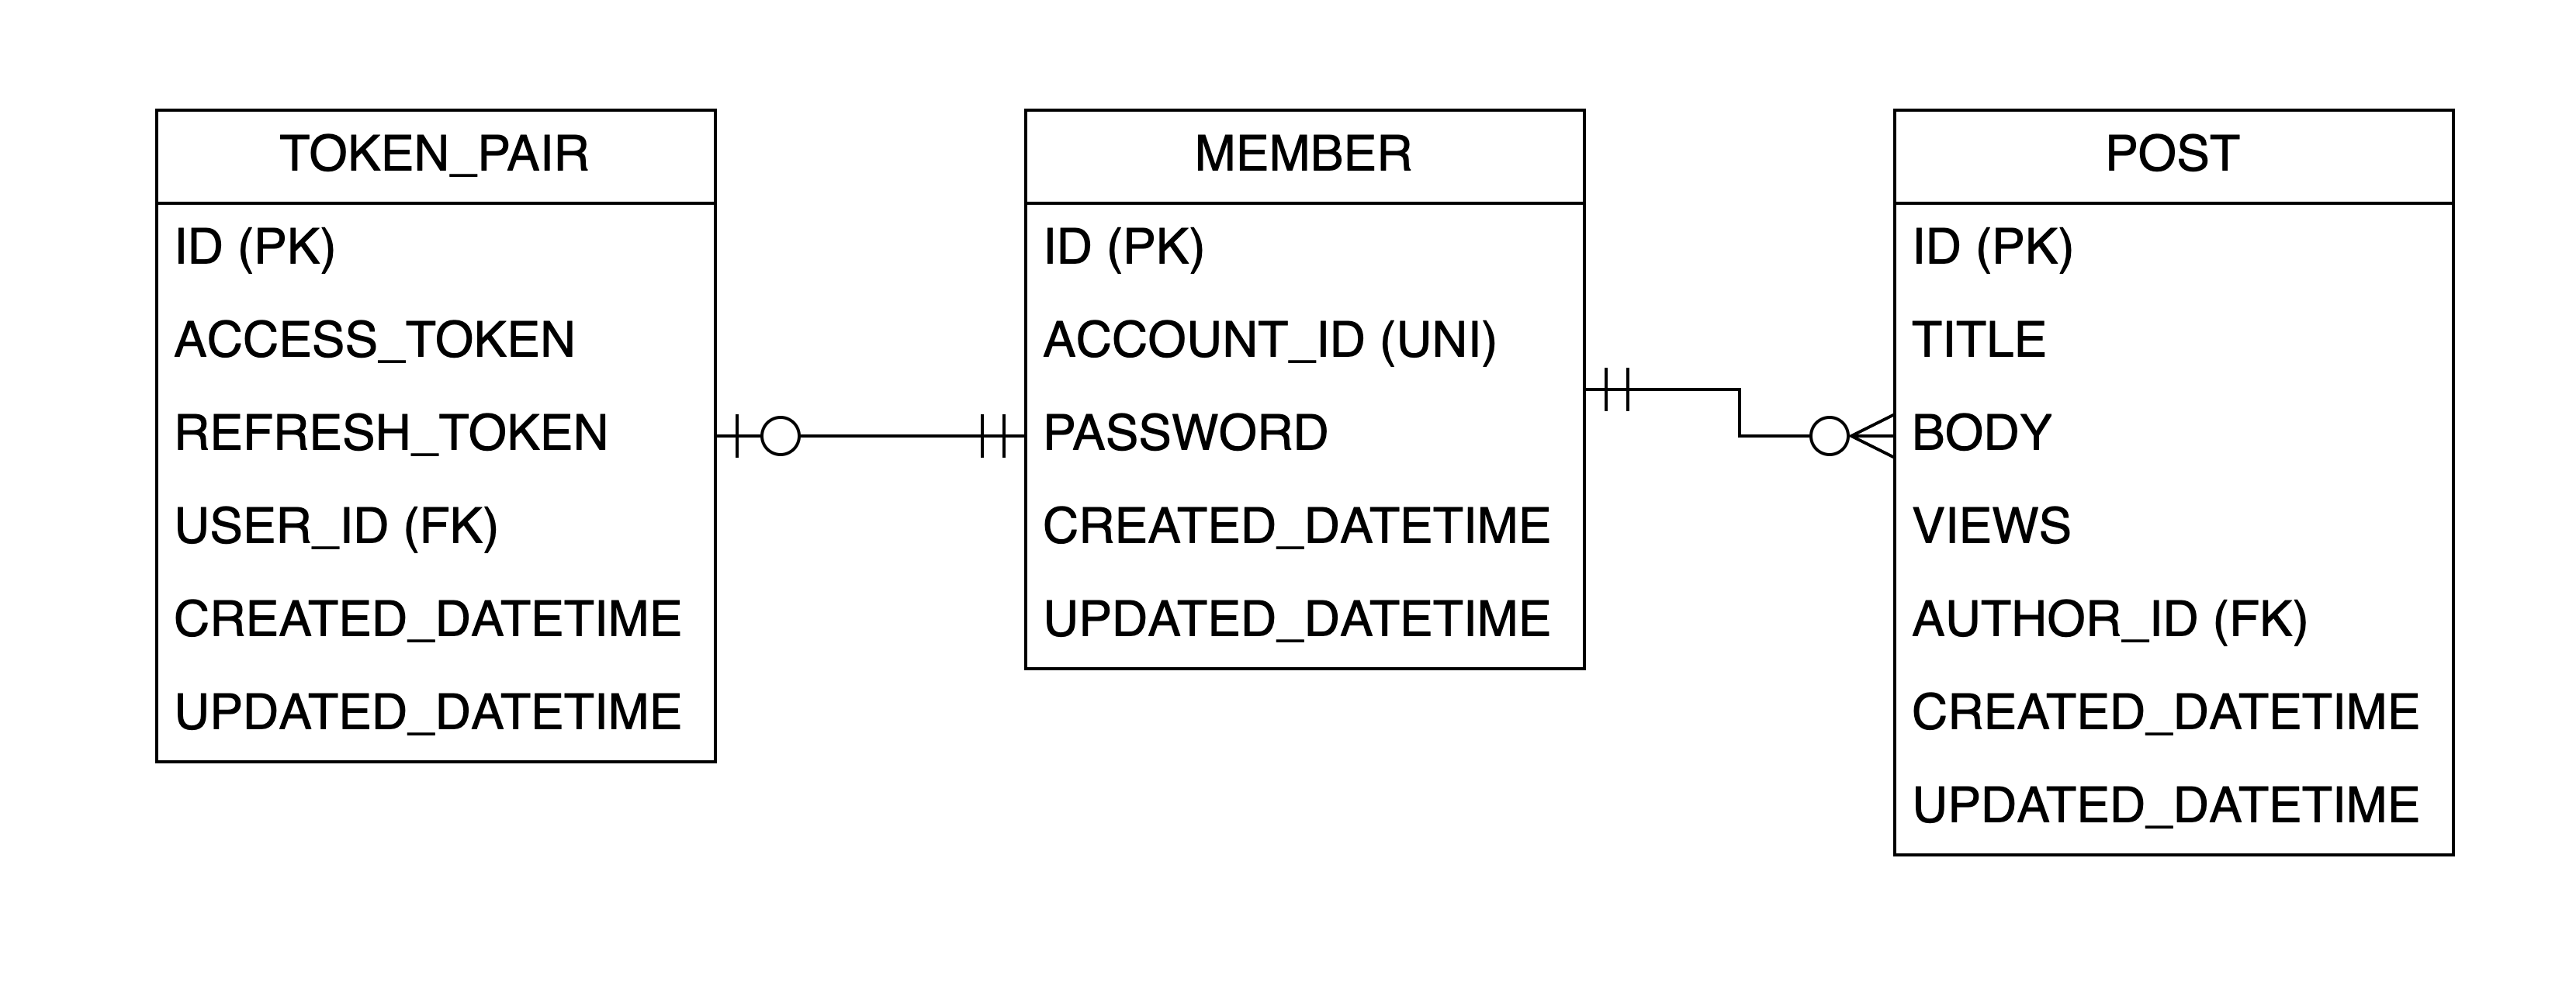 TOKEN_PAIR
ID (PK)
ACCESS_TOKEN
REFRESH_TOKEN
USER_ID (FK)
CREATED_DATETIME
UPDATED_DATETIME
MEMBER
ID (PK)
ACCOUNT_ID (UNI)
PASSWORD
CREATED_DATETIME
UPDATED_DATETIME
POST
ID (PK)
TITLE
BODY
VIEWS
AUTHOR_ID (FK)
CREATED_DATETIME
UPDATED_DATETIME